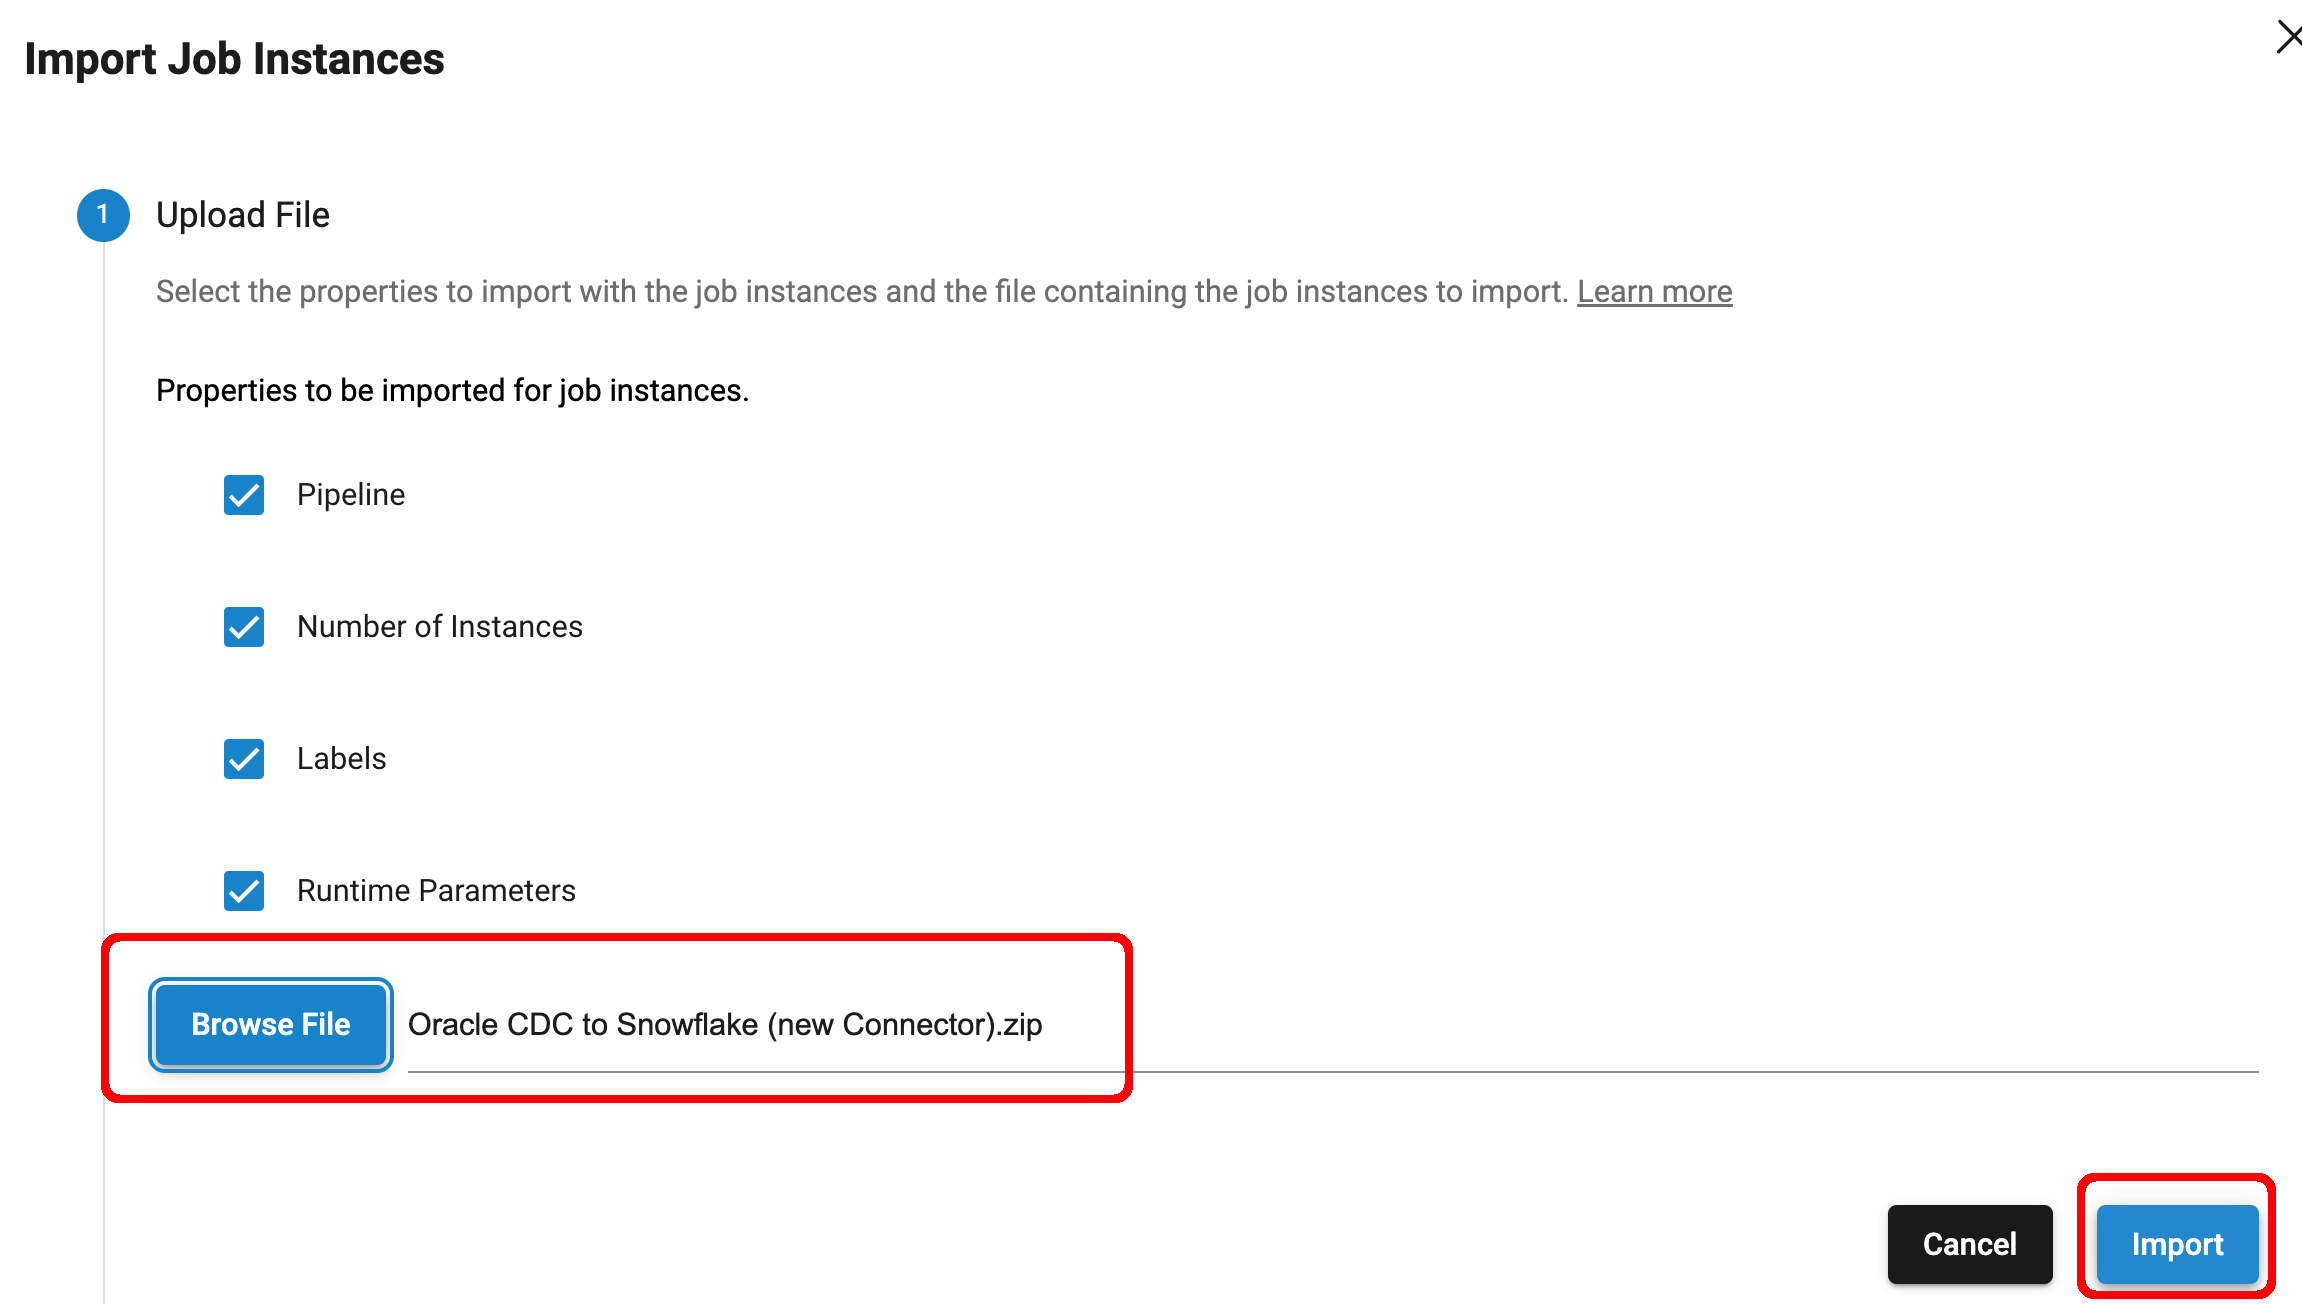 Import Job Instances
1
Upload File
Select the properties to import with the job instances and the file containing the job instances to import. Learn more
Properties to be imported for job instances.
Pipeline
Number of Instances
Labels
Runtime Parameters
Browse File Oracle CDC to Snowflake (new Connector).zip
Cancel Import